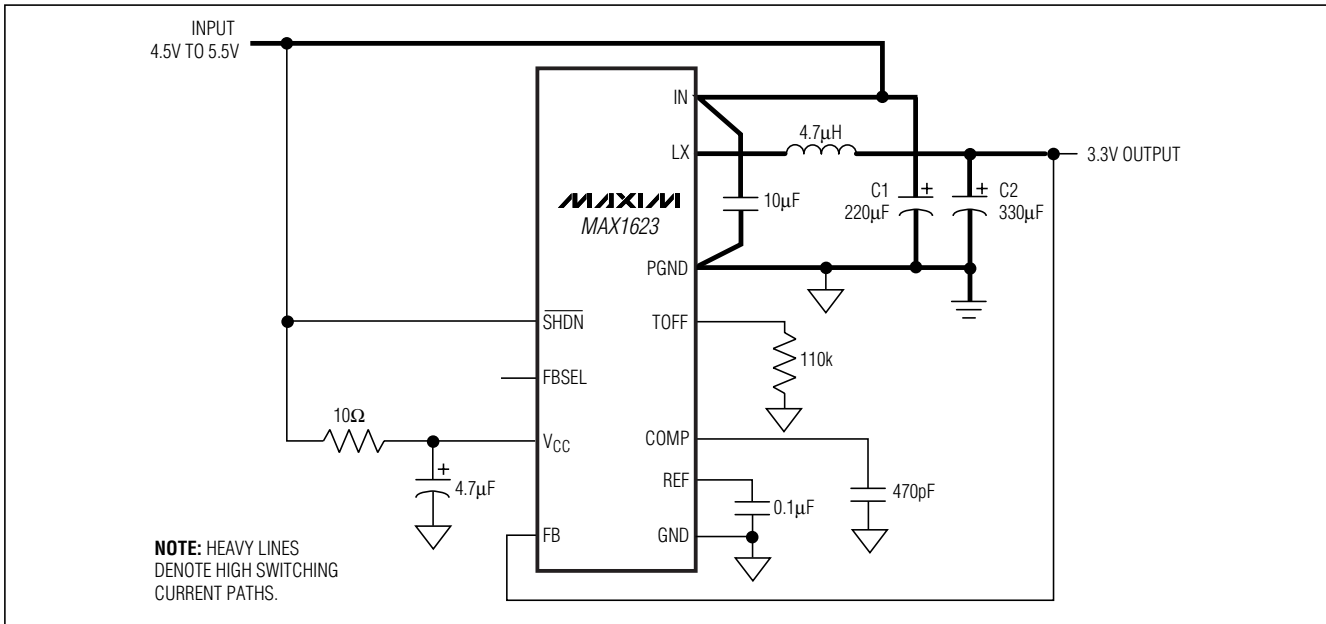 INPUT
4.5V TO 5.5V
IN
4.7μH
LX
3.3V OUTPUT
C1
220μF
+
+
C2
330μF
10μF
MAXIM
MAX1623
PGND
SHDN
TOFF
110k
FBSEL
10Ω
VCC
COMP
+
4.7μF
REF
470pF
0.1μF
FB
GND
NOTE: HEAVY LINES
DENOTE HIGH SWITCHING
CURRENT PATHS.